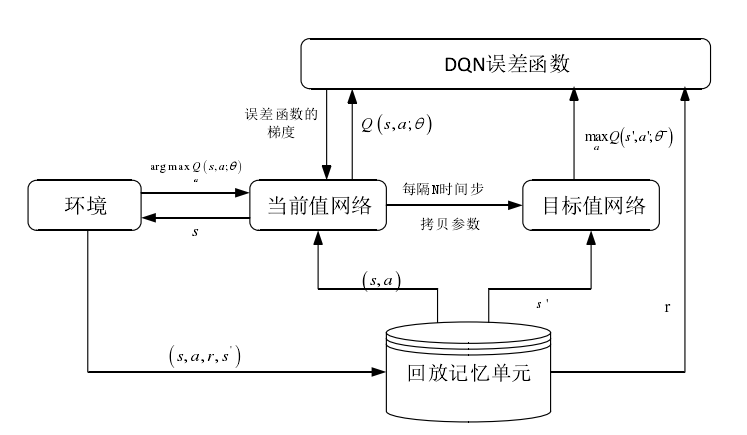 DQN误差函数
误差函数的
梯度
Q(s,a;θ)
max Q(s',a';θ⁻)
a
arg max Q(s,a;θ)
a
环境
当前值网络
每隔N时间步
拷贝参数
目标值网络
s
(s,a)
s'
r
(s,a,r,s')
回放记忆单元